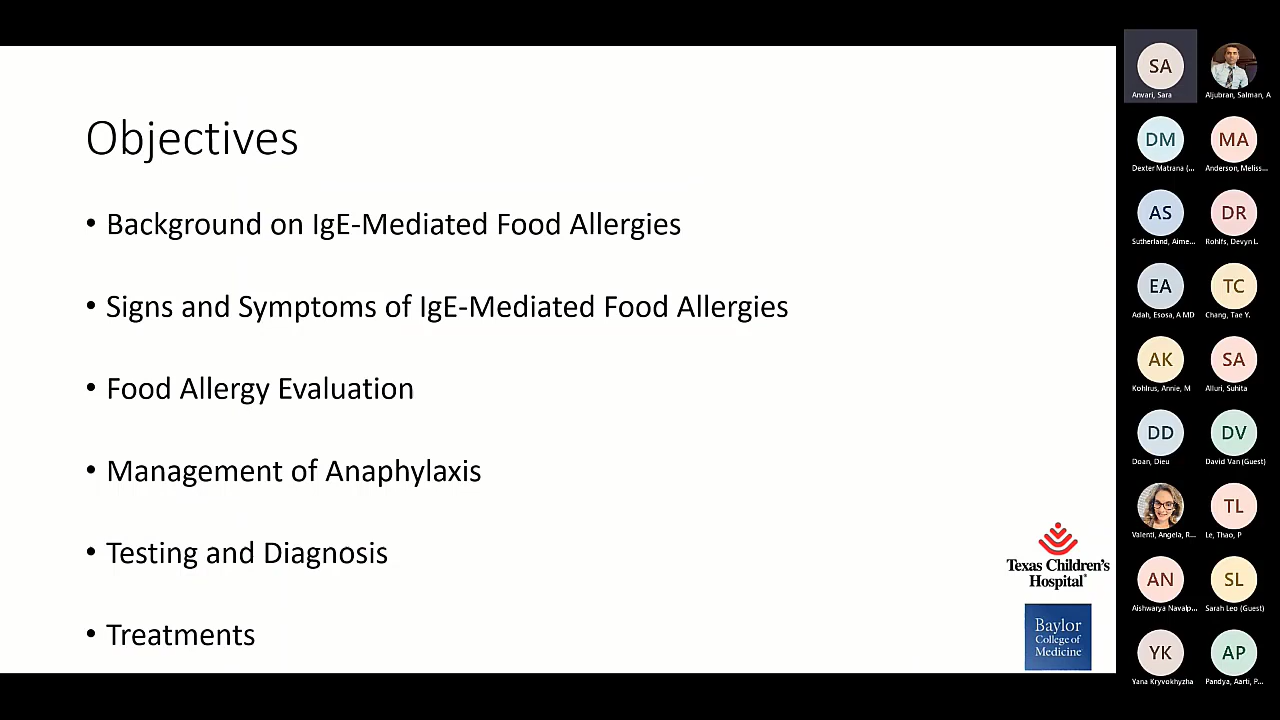 Objectives
• Background on IgE-Mediated Food Allergies
• Signs and Symptoms of IgE-Mediated Food Allergies
• Food Allergy Evaluation
• Management of Anaphylaxis
• Testing and Diagnosis
• Treatments
Texas Children's
Hospital®
Baylor
College of
Medicine
SA
Anvari, Sara
Aljubran, Salman, A
DM
Dexter Matrana (...
MA
Anderson, Meliss...
AS
Sutherland, Aime...
DR
Rohlfs, Devyn L.
EA
Adah, Esosa, A MD
TC
Chang, Tae Y.
AK
Kohlrus, Annie, M
SA
Alluri, Suhita
DD
Doan, Dieu
DV
David Van (Guest)
Valenti, Angela, R...
TL
Le, Thao, P
AN
Aishwarya Navalp...
SL
Sarah Leo (Guest)
YK
Yana Kryvokhyzha
AP
Pandya, Aarti, P...